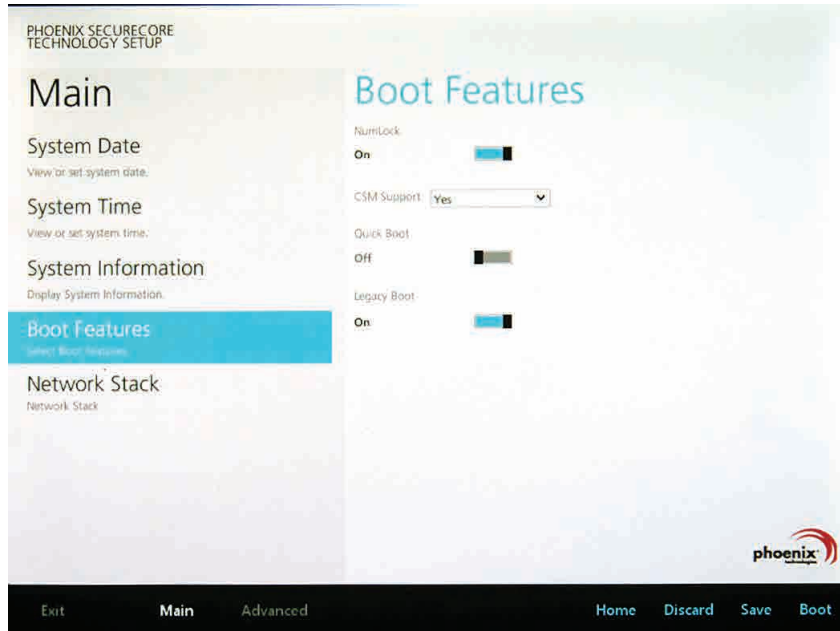 PHOENIX SECURECORE
TECHNOLOGY SETUP
Main
System Date
View or set system date.
System Time
View or set system time.
System Information
Display System Information.
Boot Features
Select Boot features.
Network Stack
Network Stack
Boot Features
NumLock
On
CSM Support Yes
Quick Boot
Off
Legacy Boot
On
phoenix
technologies
Exit Main Advanced Home Discard Save Boot